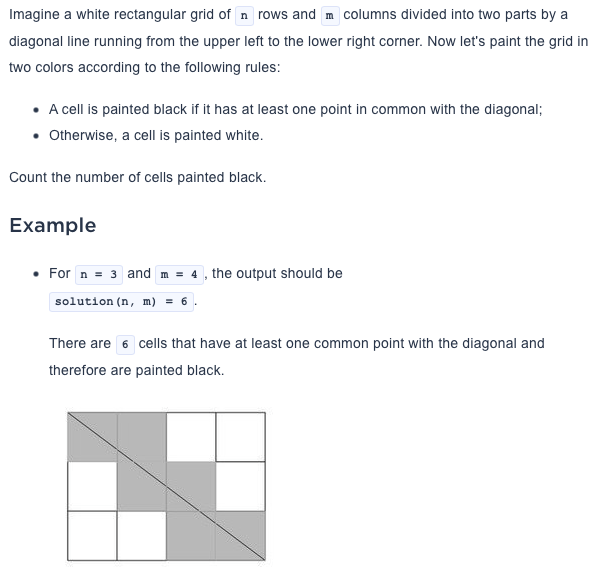 Imagine a white rectangular grid of n rows and m columns divided into two parts by a
diagonal line running from the upper left to the lower right corner. Now let's paint the grid in
two colors according to the following rules:
• A cell is painted black if it has at least one point in common with the diagonal;
• Otherwise, a cell is painted white.
Count the number of cells painted black.
Example
• For n = 3 and m = 4, the output should be
solution(n, m) = 6.
There are 6 cells that have at least one common point with the diagonal and
therefore are painted black.